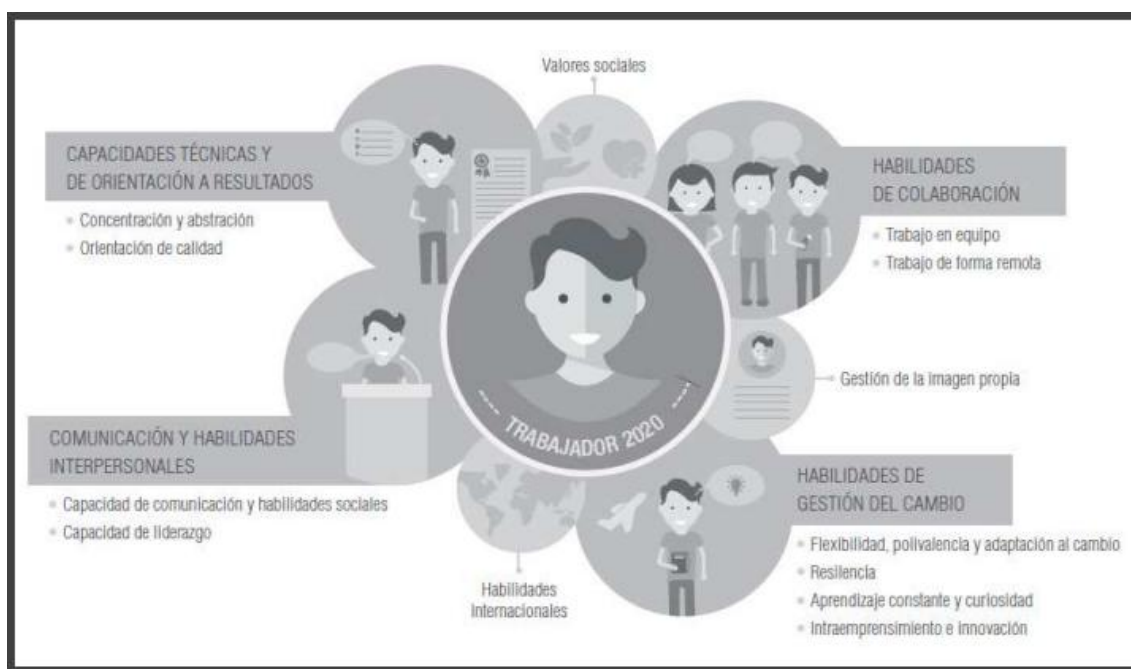 Valores sociales
CAPACIDADES TÉCNICAS Y
DE ORIENTACIÓN A RESULTADOS
Concentración y abstración
Orientación de calidad
HABILIDADES
DE COLABORACIÓN
Trabajo en equipo
Trabajo de forma remota
Gestión de la imagen propia
TRABAJADOR 2020
COMUNICACIÓN Y HABILIDADES
INTERPERSONALES
Capacidad de comunicación y habilidades sociales
Capacidad de liderazgo
Habilidades
Internacionales
HABILIDADES DE
GESTIÓN DEL CAMBIO
Flexibilidad, polivalencia y adaptación al cambio
Resilencia
Aprendizaje constante y curiosidad
Intraemprensimiento e innovación